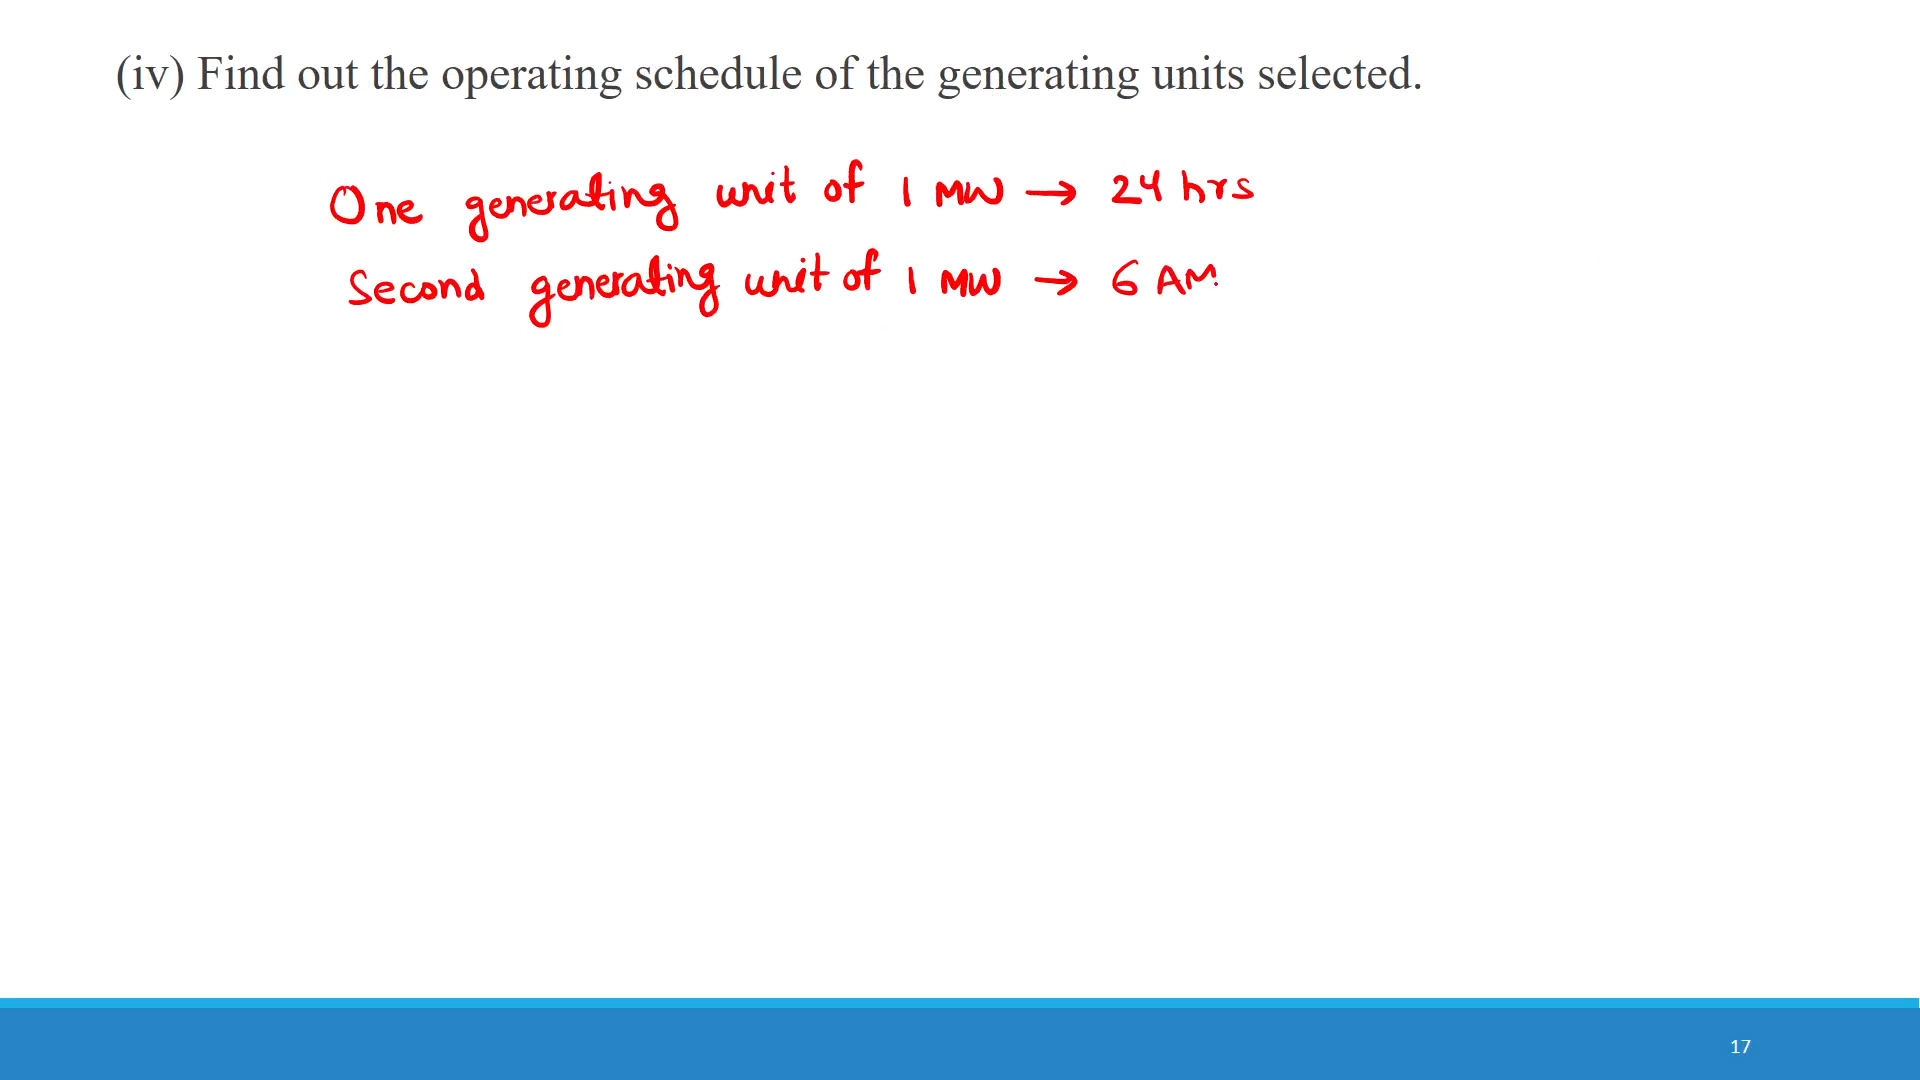 (iv) Find out the operating schedule of the generating units selected.
One generating unit of 1 MW → 24 hrs
Second generating unit of 1 MW → 6 AM
17